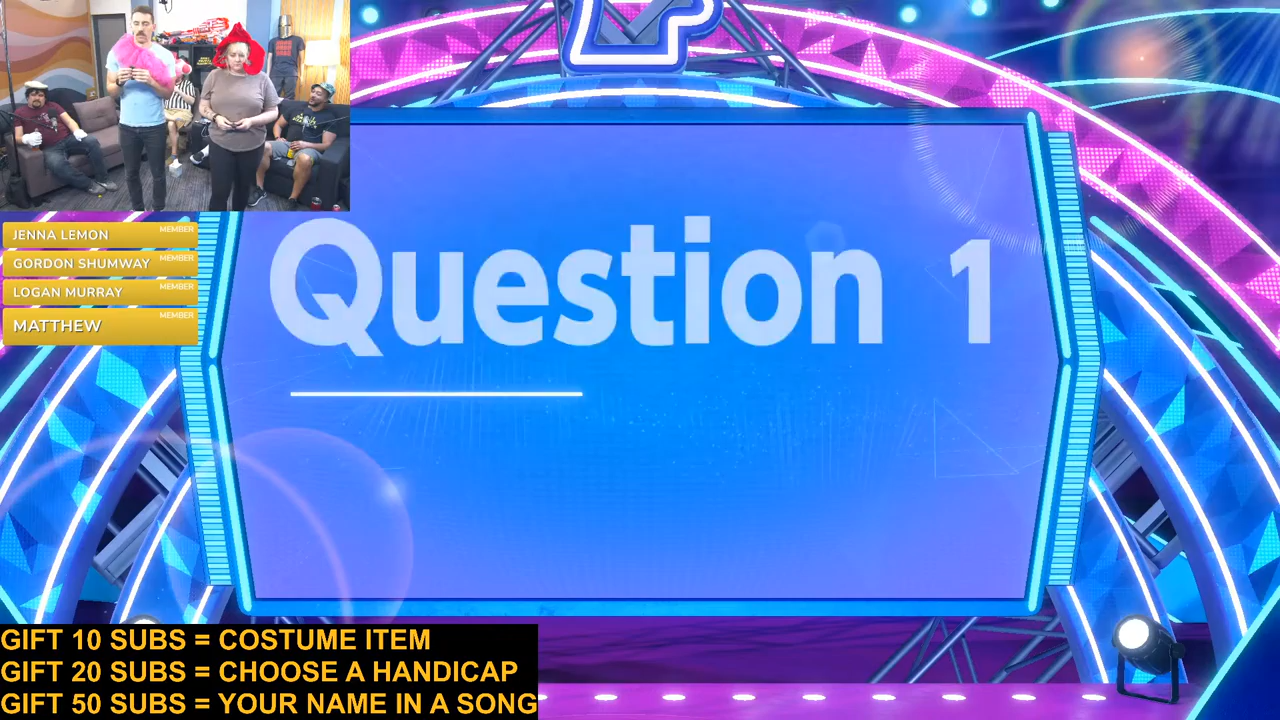 JENNA LEMON MEMBER
GORDON SHUMWAY MEMBER
LOGAN MURRAY MEMBER
MATTHEW MEMBER
Question 1
GIFT 10 SUBS = COSTUME ITEM
GIFT 20 SUBS = CHOOSE A HANDICAP
GIFT 50 SUBS = YOUR NAME IN A SONG